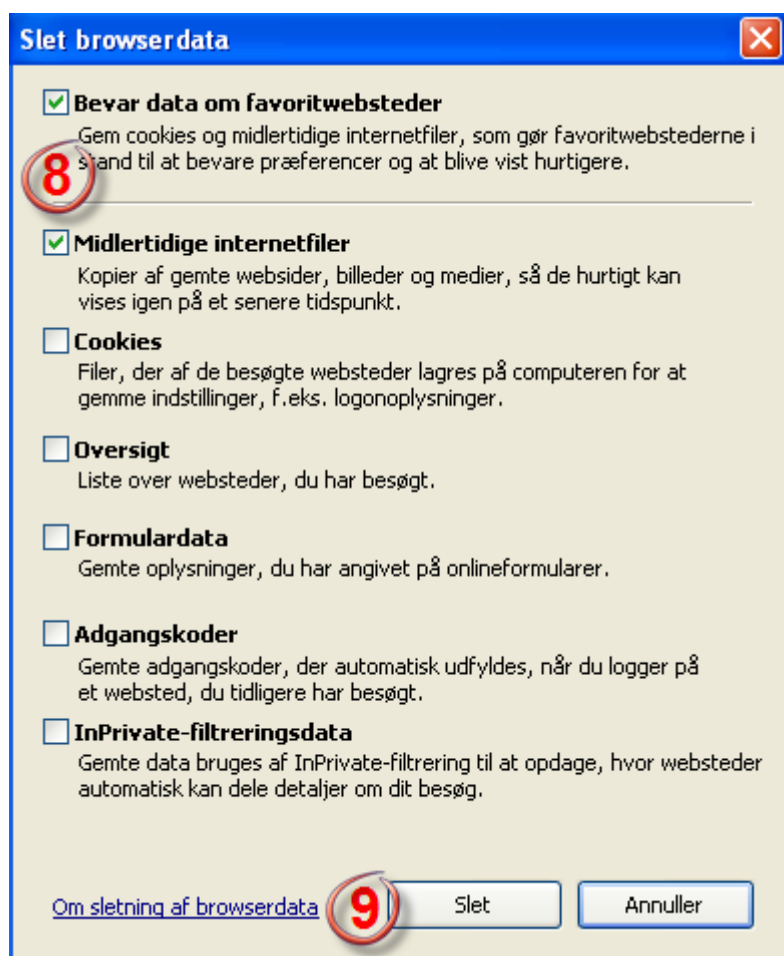 Slet browserdata
Bevar data om favoritwebsteder
Gem cookies og midlertidige internetfiler, som gør favoritwebstederne i
stand til at bevare præferencer og at blive vist hurtigere.
8
Midlertidige internetfiler
Kopier af gemte websider, billeder og medier, så de hurtigt kan
vises igen på et senere tidspunkt.
Cookies
Filer, der af de besøgte websteder lagres på computeren for at
gemme indstillinger, f.eks. logonoplysninger.
Oversigt
Liste over websteder, du har besøgt.
Formulardata
Gemte oplysninger, du har angivet på onlineformularer.
Adgangskoder
Gemte adgangskoder, der automatisk udfyldes, når du logger på
et websted, du tidligere har besøgt.
InPrivate-filtreringsdata
Gemte data bruges af InPrivate-filtrering til at opdage, hvor websteder
automatisk kan dele detaljer om dit besøg.
Om sletning af browserdata 9 Slet Annuller